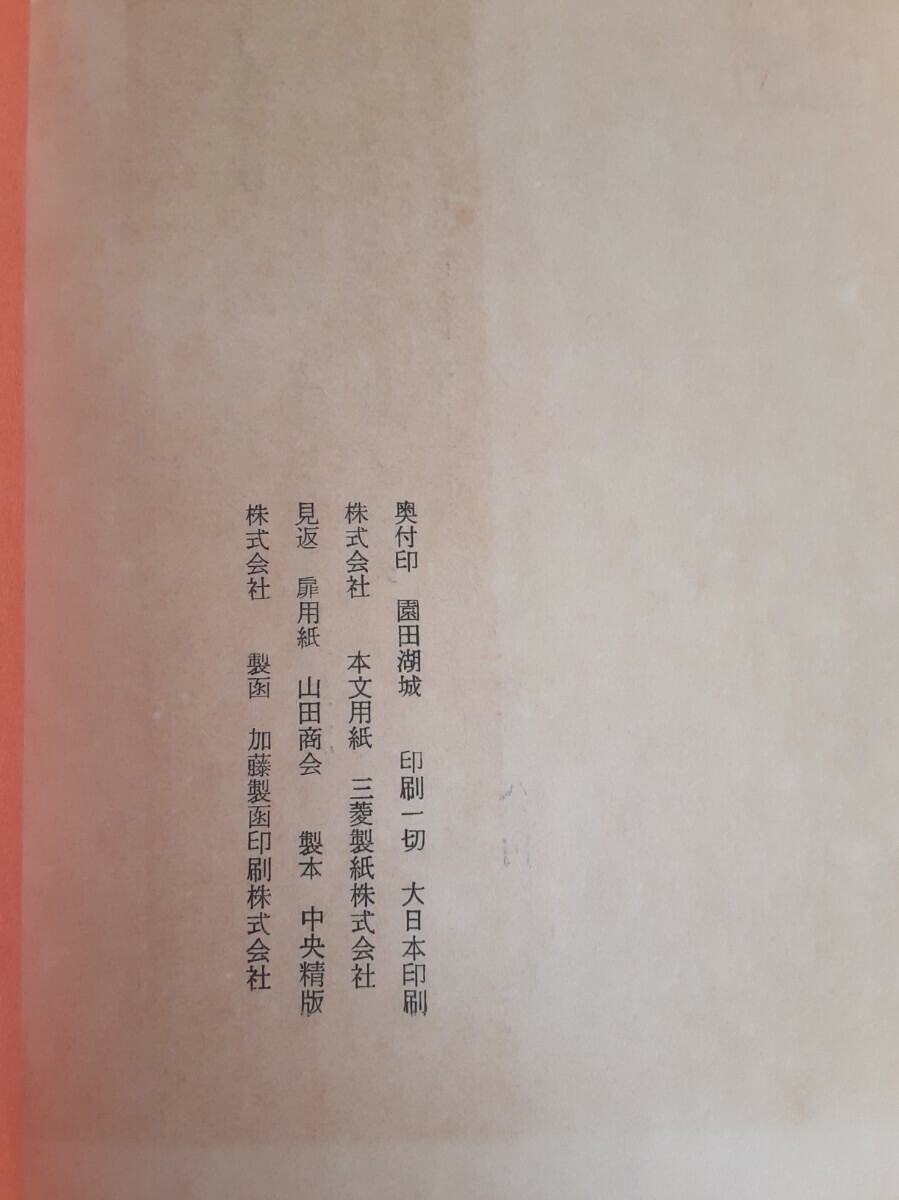 奥付印 園田湖城 印刷一切 大日本印刷
株式会社 本文用紙 三菱製紙株式会社
見返 扉用紙 山田商会 製本 中央精版
株式会社 製函 加藤製函印刷株式会社